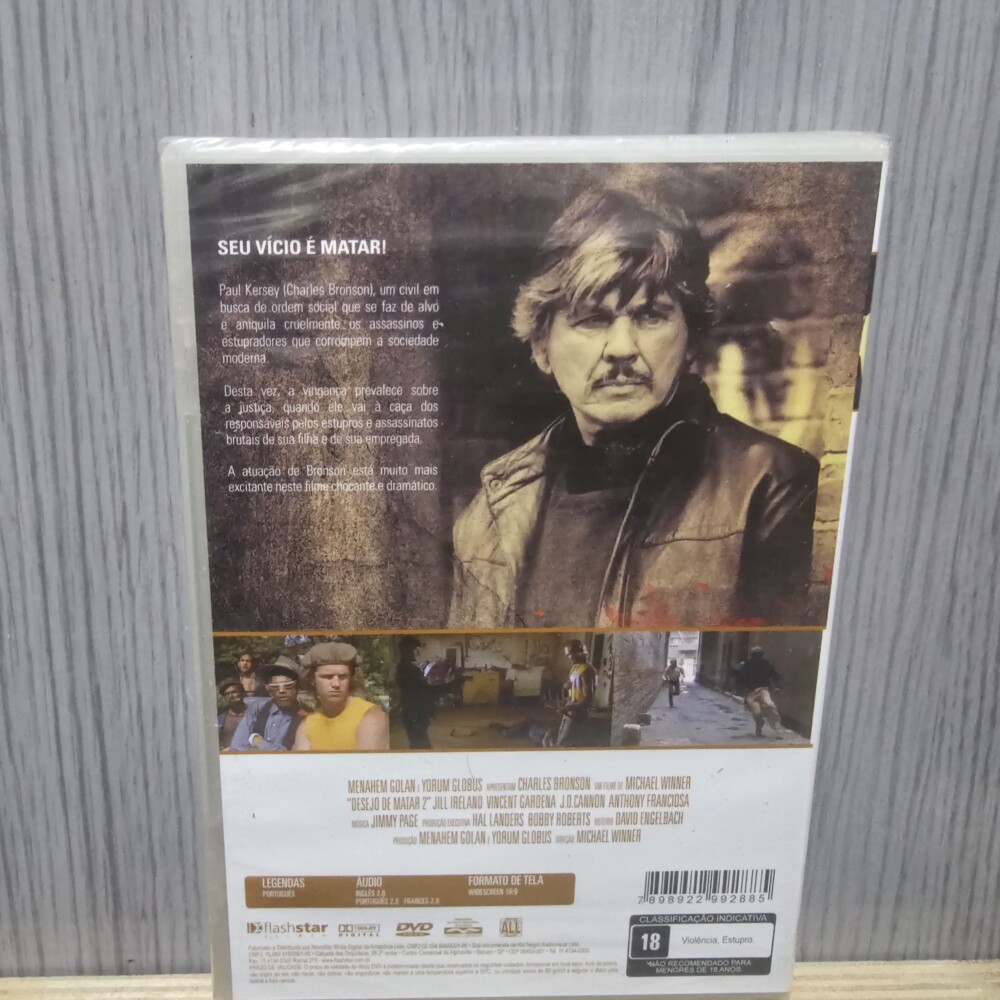 SEU VÍCIO É MATAR!
Paul Kersey (Charles Bronson), um civil em
busca de ordem social que se faz de alvo
e aniquila cruelmente os assassinos e
estupradores que corrompem a sociedade
moderna.
Desta vez, a vingança prevalece sobre
a justiça, quando ele vai à caça dos
responsáveis pelos estupros e assassinatos
brutais de sua filha e de sua empregada.
A atuação de Bronson está muito mais
excitante neste filme chocante e dramático.
MENAHEM GOLAN E YORUM GLOBUS APRESENTAM CHARLES BRONSON UM FILME DE MICHAEL WINNER
"DESEJO DE MATAR 2" JILL IRELAND VINCENT GARDENA J.D.CANNON ANTHONY FRANCIOSA
MÚSICA JIMMY PAGE PRODUÇÃO EXECUTIVA HAL LANDERS BOBBY ROBERTS ROTEIRO DAVID ENGELBACH
PRODUÇÃO MENAHEM GOLAN E YORUM GLOBUS DIREÇÃO MICHAEL WINNER
LEGENDAS
PORTUGUÊS
ÁUDIO
INGLÊS 2.0
PORTUGUÊS 2.0 FRANCES 2.0
FORMATO DE TELA
WIDESCREEN 16:9
7 898922 992885
flashstar
FILMES
DOLBY
DIGITAL
DVD
VIDEO
ALL
CLASSIFICAÇÃO INDICATIVA
18
Violência, Estupro.
NÃO RECOMENDADO PARA
MENORES DE 18 ANOS.